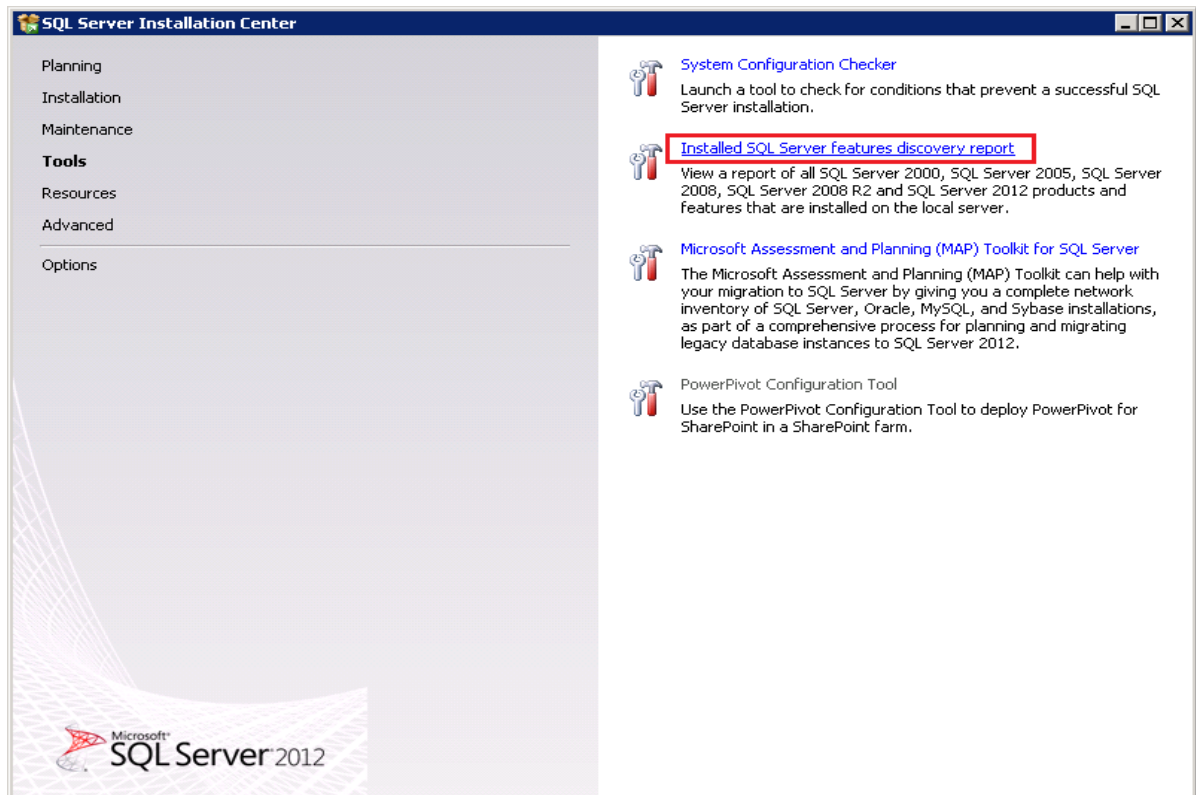 SQL Server Installation Center
Planning
Installation
Maintenance
Tools
Resources
Advanced
Options
System Configuration Checker
Launch a tool to check for conditions that prevent a successful SQL
Server installation.
Installed SQL Server features discovery report
View a report of all SQL Server 2000, SQL Server 2005, SQL Server
2008, SQL Server 2008 R2 and SQL Server 2012 products and
features that are installed on the local server.
Microsoft Assessment and Planning (MAP) Toolkit for SQL Server
The Microsoft Assessment and Planning (MAP) Toolkit can help with
your migration to SQL Server by giving you a complete network
inventory of SQL Server, Oracle, MySQL, and Sybase installations,
as part of a comprehensive process for planning and migrating
legacy database instances to SQL Server 2012.
PowerPivot Configuration Tool
Use the PowerPivot Configuration Tool to deploy PowerPivot for
SharePoint in a SharePoint farm.
Microsoft
SQL Server 2012